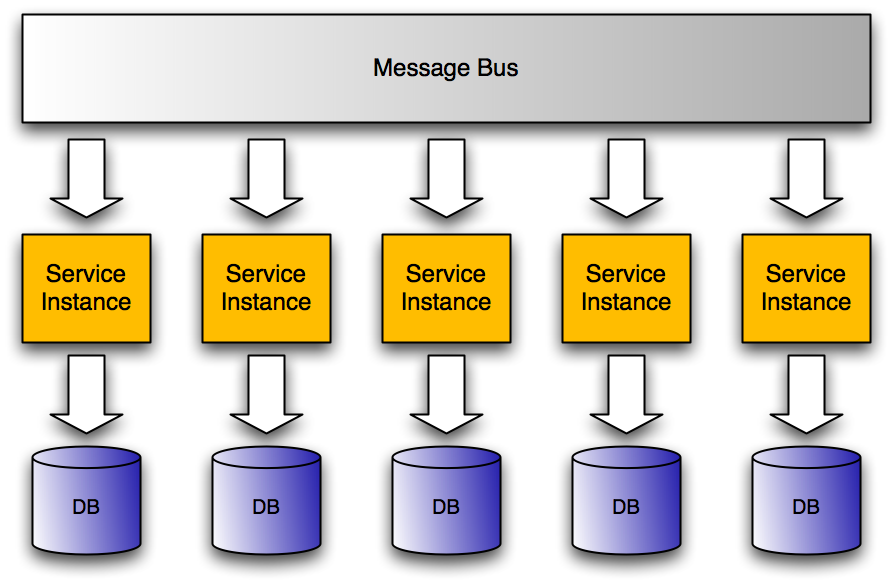 Message Bus
Service
Instance
Service
Instance
Service
Instance
Service
Instance
Service
Instance
DB
DB
DB
DB
DB